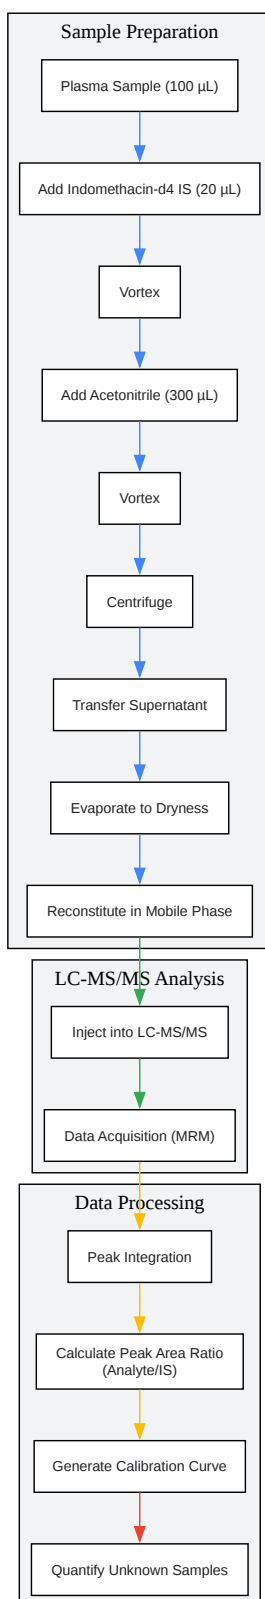 Sample Preparation
Plasma Sample (100 µL)
Add Indomethacin-d4 IS (20 µL)
Vortex
Add Acetonitrile (300 µL)
Vortex
Centrifuge
Transfer Supernatant
Evaporate to Dryness
Reconstitute in Mobile Phase
LC-MS/MS Analysis
Inject into LC-MS/MS
Data Acquisition (MRM)
Data Processing
Peak Integration
Calculate Peak Area Ratio
(Analyte/IS)
Generate Calibration Curve
Quantify Unknown Samples